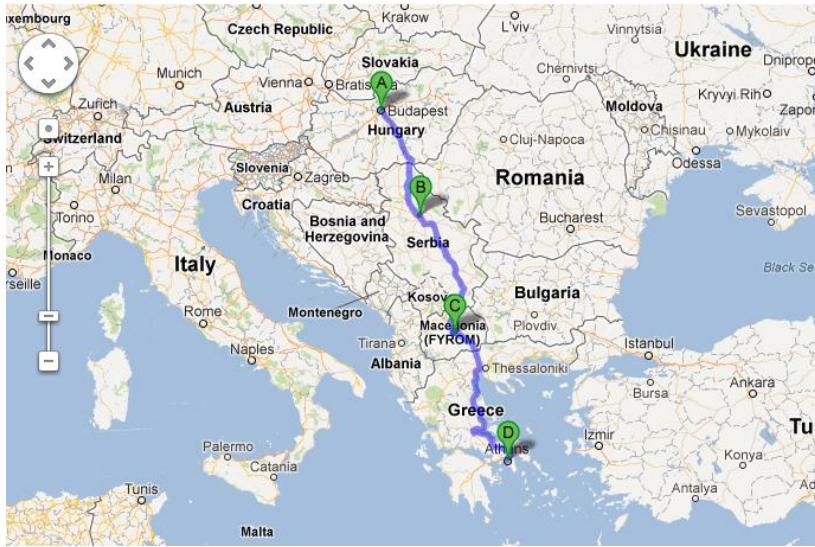 uxembourg
Czech Republic
Krakow
L'viv
Vinnytsia
Ukraine
Dniprope
Slovakia
Chernivtsi
Munich
Vienna
Bratislava
A
Budapest
Kryvyi Rih
Zapor
Zurich
Austria
Hungary
Moldova
Chisinau
Mykolaiv
Switzerland
Cluj-Napoca
Odessa
Slovenia
Zagreb
Romania
Milan
B
Torino
Croatia
Bosnia and
Herzegovina
Bucharest
Sevastopol
Serbia
Monaco
Italy
Black Se
arseille
Kosov
Bulgaria
Montenegro
C
Rome
Macedonia
(FYROM)
Plovdiv
Tirana
Istanbul
Naples
Albania
Thessaloniki
Bursa
Ankara
Greece
Tu
D
Palermo
Athens
Izmir
Konya
Catania
Antalya
Ad
Tunis
Malta